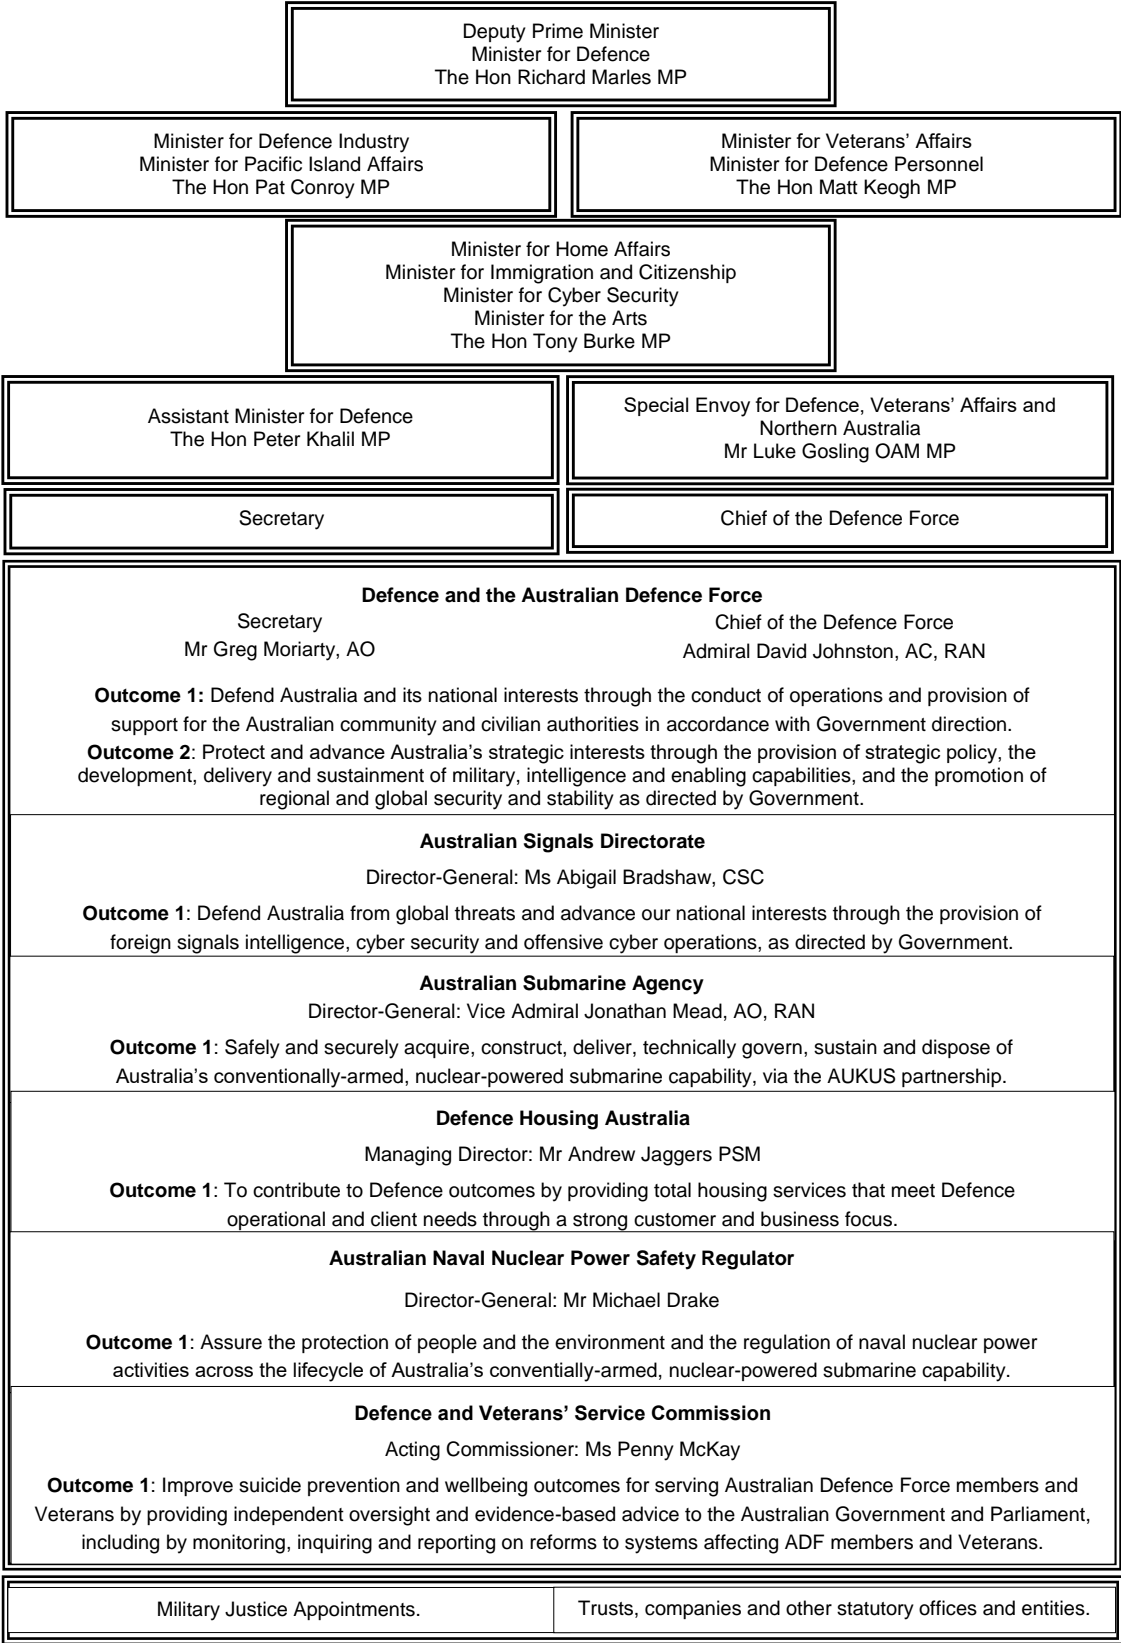 Deputy Prime Minister
Minister for Defence
The Hon Richard Marles MP
Minister for Defence Industry
Minister for Pacific Island Affairs
The Hon Pat Conroy MP
Minister for Veterans’ Affairs
Minister for Defence Personnel
The Hon Matt Keogh MP
Minister for Home Affairs
Minister for Immigration and Citizenship
Minister for Cyber Security
Minister for the Arts
The Hon Tony Burke MP
Assistant Minister for Defence
The Hon Peter Khalil MP
Special Envoy for Defence, Veterans’ Affairs and
Northern Australia
Mr Luke Gosling OAM MP
Secretary
Chief of the Defence Force
Defence and the Australian Defence Force
Secretary
Mr Greg Moriarty, AO
Chief of the Defence Force
Admiral David Johnston, AC, RAN
Outcome 1: Defend Australia and its national interests through the conduct of operations and provision of
support for the Australian community and civilian authorities in accordance with Government direction.
Outcome 2: Protect and advance Australia’s strategic interests through the provision of strategic policy, the
development, delivery and sustainment of military, intelligence and enabling capabilities, and the promotion of
regional and global security and stability as directed by Government.
Australian Signals Directorate
Director-General: Ms Abigail Bradshaw, CSC
Outcome 1: Defend Australia from global threats and advance our national interests through the provision of
foreign signals intelligence, cyber security and offensive cyber operations, as directed by Government.
Australian Submarine Agency
Director-General: Vice Admiral Jonathan Mead, AO, RAN
Outcome 1: Safely and securely acquire, construct, deliver, technically govern, sustain and dispose of
Australia’s conventionally-armed, nuclear-powered submarine capability, via the AUKUS partnership.
Defence Housing Australia
Managing Director: Mr Andrew Jaggers PSM
Outcome 1: To contribute to Defence outcomes by providing total housing services that meet Defence
operational and client needs through a strong customer and business focus.
Australian Naval Nuclear Power Safety Regulator
Director-General: Mr Michael Drake
Outcome 1: Assure the protection of people and the environment and the regulation of naval nuclear power
activities across the lifecycle of Australia’s conventially-armed, nuclear-powered submarine capability.
Defence and Veterans’ Service Commission
Acting Commissioner: Ms Penny McKay
Outcome 1: Improve suicide prevention and wellbeing outcomes for serving Australian Defence Force members and
Veterans by providing independent oversight and evidence-based advice to the Australian Government and Parliament,
including by monitoring, inquiring and reporting on reforms to systems affecting ADF members and Veterans.
Military Justice Appointments.
Trusts, companies and other statutory offices and entities.